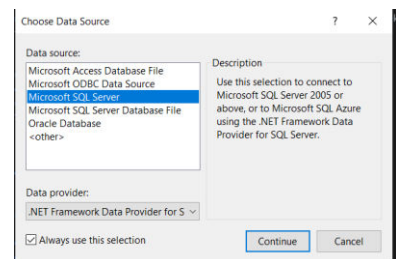 Choose Data Source ? ×
Data source:
Microsoft Access Database File
Microsoft ODBC Data Source
Microsoft SQL Server
Microsoft SQL Server Database File
Oracle Database
<other>
Description
Use this selection to connect to
Microsoft SQL Server 2005 or
above, or to Microsoft SQL Azure
using the .NET Framework Data
Provider for SQL Server.
Data provider:
.NET Framework Data Provider for S
Always use this selection
Continue
Cancel